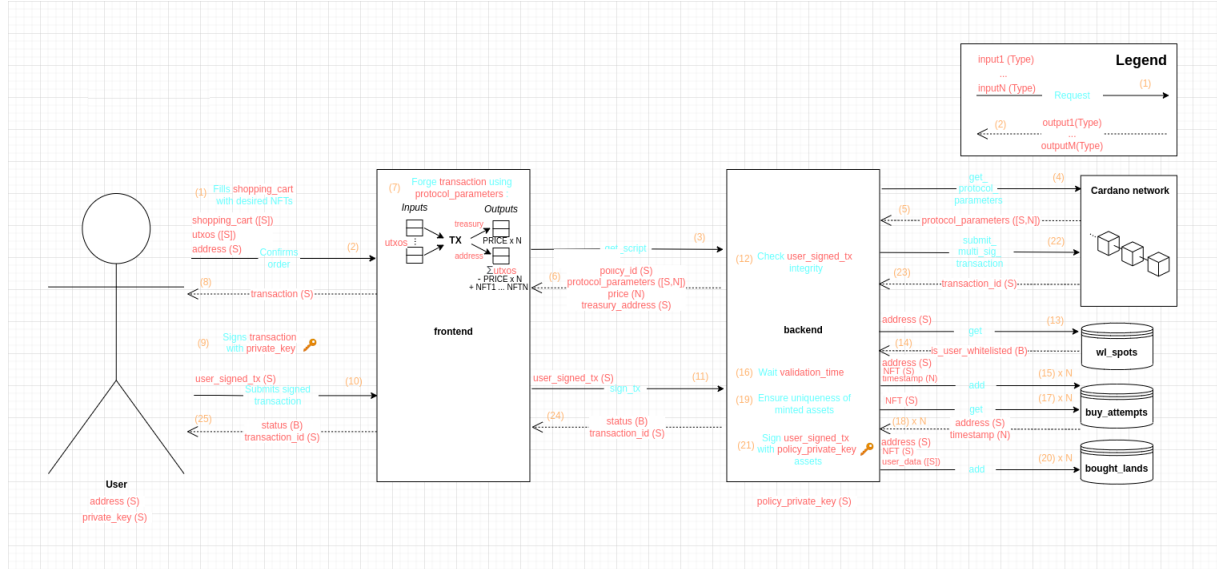 Legend
input1 (Type)
...
inputN (Type)
Request
(1)
(2)
output1(Type)
...
outputM(Type)
(1) Fills shopping_cart
with desired NFTs
shopping_cart ([S])
utxos ([S])
address (S)
Confirms
order
(2)
(8)
transaction (S)
(9) Signs transaction
with private_key
user_signed_tx (S)
Submits signed
transaction
(10)
(25)
status (B)
transaction_id (S)
User
address (S)
private_key (S)
(7) Forge transaction using
protocol_parameters
Inputs
Outputs
utxos
TX
treasury
address
PRICE x N
Σutxos
- PRICE x N
+ NFT1 ... NFTN
frontend
_script
(3)
(6)
policy_id (S)
protocol_parameters ([S,N])
price (N)
treasury_address (S)
user_signed_tx (S)
sign_tx
(11)
(24)
status (B)
transaction_id (S)
(12) Check user_signed_tx
integrity
backend
(16) Wait validation_time
(19) Ensure uniqueness of
minted assets
(21) Sign user_signed_tx
with policy_private_key
assets
policy_private_key (S)
get_
protocol
parameters
(4)
(5)
protocol_parameters ([S,N])
submit_
multi_sig_
transaction
(22)
(23)
transaction_id (S)
Cardano network
address (S)
get
(13)
(14)
is_user_whitelisted (B)
wl_spots
address (S)
NFT (S)
timestamp (N)
add
(15) x N
NFT (S)
get
(17) x N
(18) x N
address (S)
timestamp (N)
buy_attempts
address (S)
NFT (S)
user_data ([S])
add
(20) x N
bought_lands